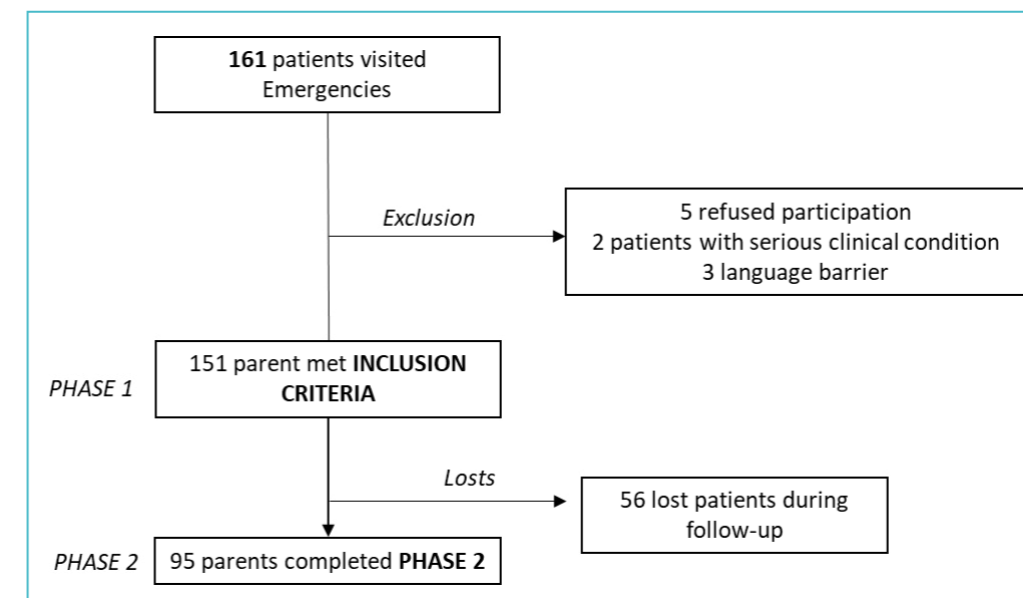 161 patients visited
Emergencies
Exclusion
5 refused participation
2 patients with serious clinical condition
3 language barrier
PHASE 1
151 parent met INCLUSION
CRITERIA
Losts
56 lost patients during
follow-up
PHASE 2
95 parents completed PHASE 2